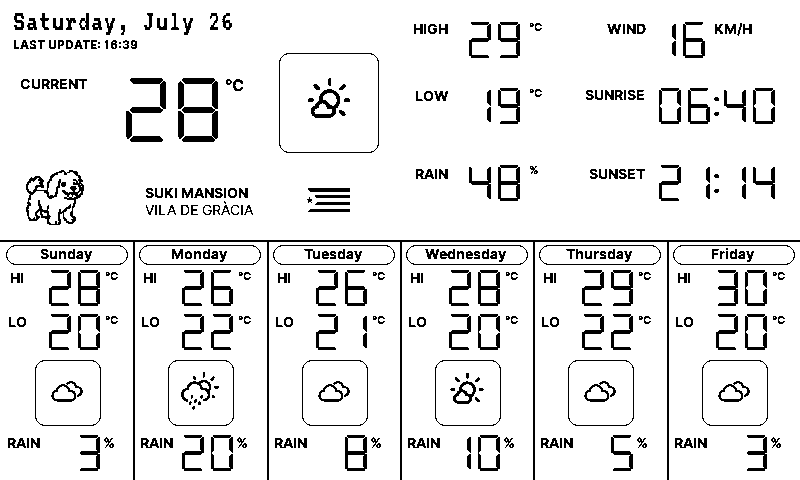 Saturday, July 26
LAST UPDATE: 16:39
CURRENT 28 °C
HIGH 29 °C
WIND 16 KM/H
LOW 19 °C
SUNRISE 06:40
RAIN 48 %
SUNSET 21:14
SUKI MANSION
VILA DE GRÀCIA
Sunday
HI 28 °C
LO 20 °C
RAIN 3 %
Monday
HI 26 °C
LO 22 °C
RAIN 20 %
Tuesday
HI 26 °C
LO 21 °C
RAIN 8 %
Wednesday
HI 28 °C
LO 20 °C
RAIN 10 %
Thursday
HI 29 °C
LO 22 °C
RAIN 5 %
Friday
HI 30 °C
LO 20 °C
RAIN 3 %